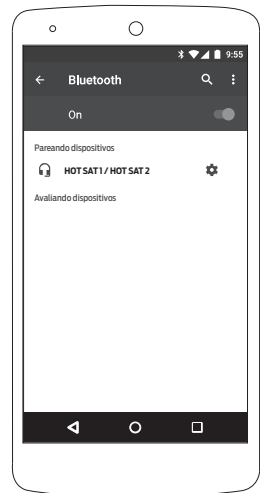 9:55
Bluetooth
On
Pareando dispositivos
HOT SAT 1 / HOT SAT 2
Avaliando dispositivos